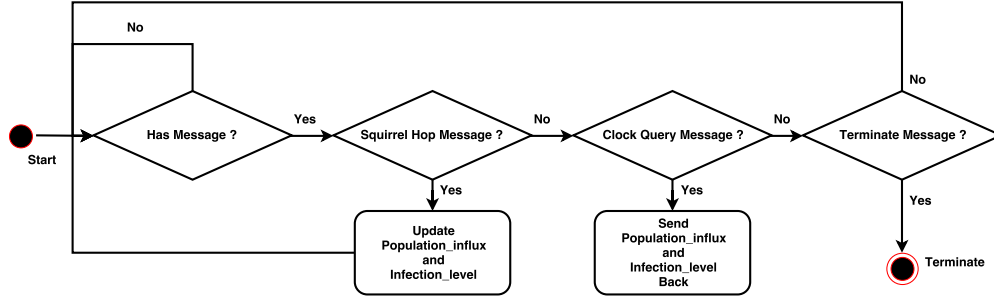 No
Has Message ?
Yes
Squirrel Hop Message ?
No
Clock Query Message ?
No
Terminate Message ?
No
Start
Yes
Yes
Yes
Update
Population_influx
and
Infection_level
Send
Population_influx
and
Infection_level
Back
Terminate